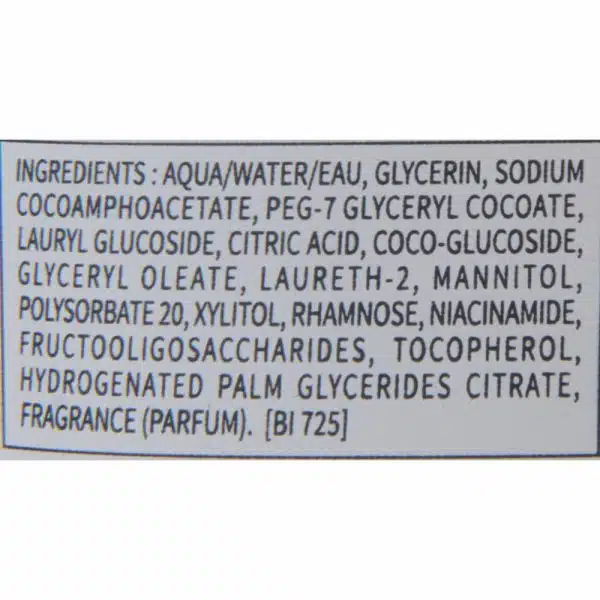 INGREDIENTS : AQUA/WATER/EAU, GLYCERIN, SODIUM
COCOAMPHOACETATE, PEG-7 GLYCERYL COCOATE,
LAURYL GLUCOSIDE, CITRIC ACID, COCO-GLUCOSIDE,
GLYCERYL OLEATE, LAURETH-2, MANNITOL,
POLYSORBATE 20, XYLITOL, RHAMNOSE, NIACINAMIDE,
FRUCTOOLIGOSACCHARIDES, TOCOPHEROL,
HYDROGENATED PALM GLYCERIDES CITRATE,
FRAGRANCE (PARFUM). [BI 725]